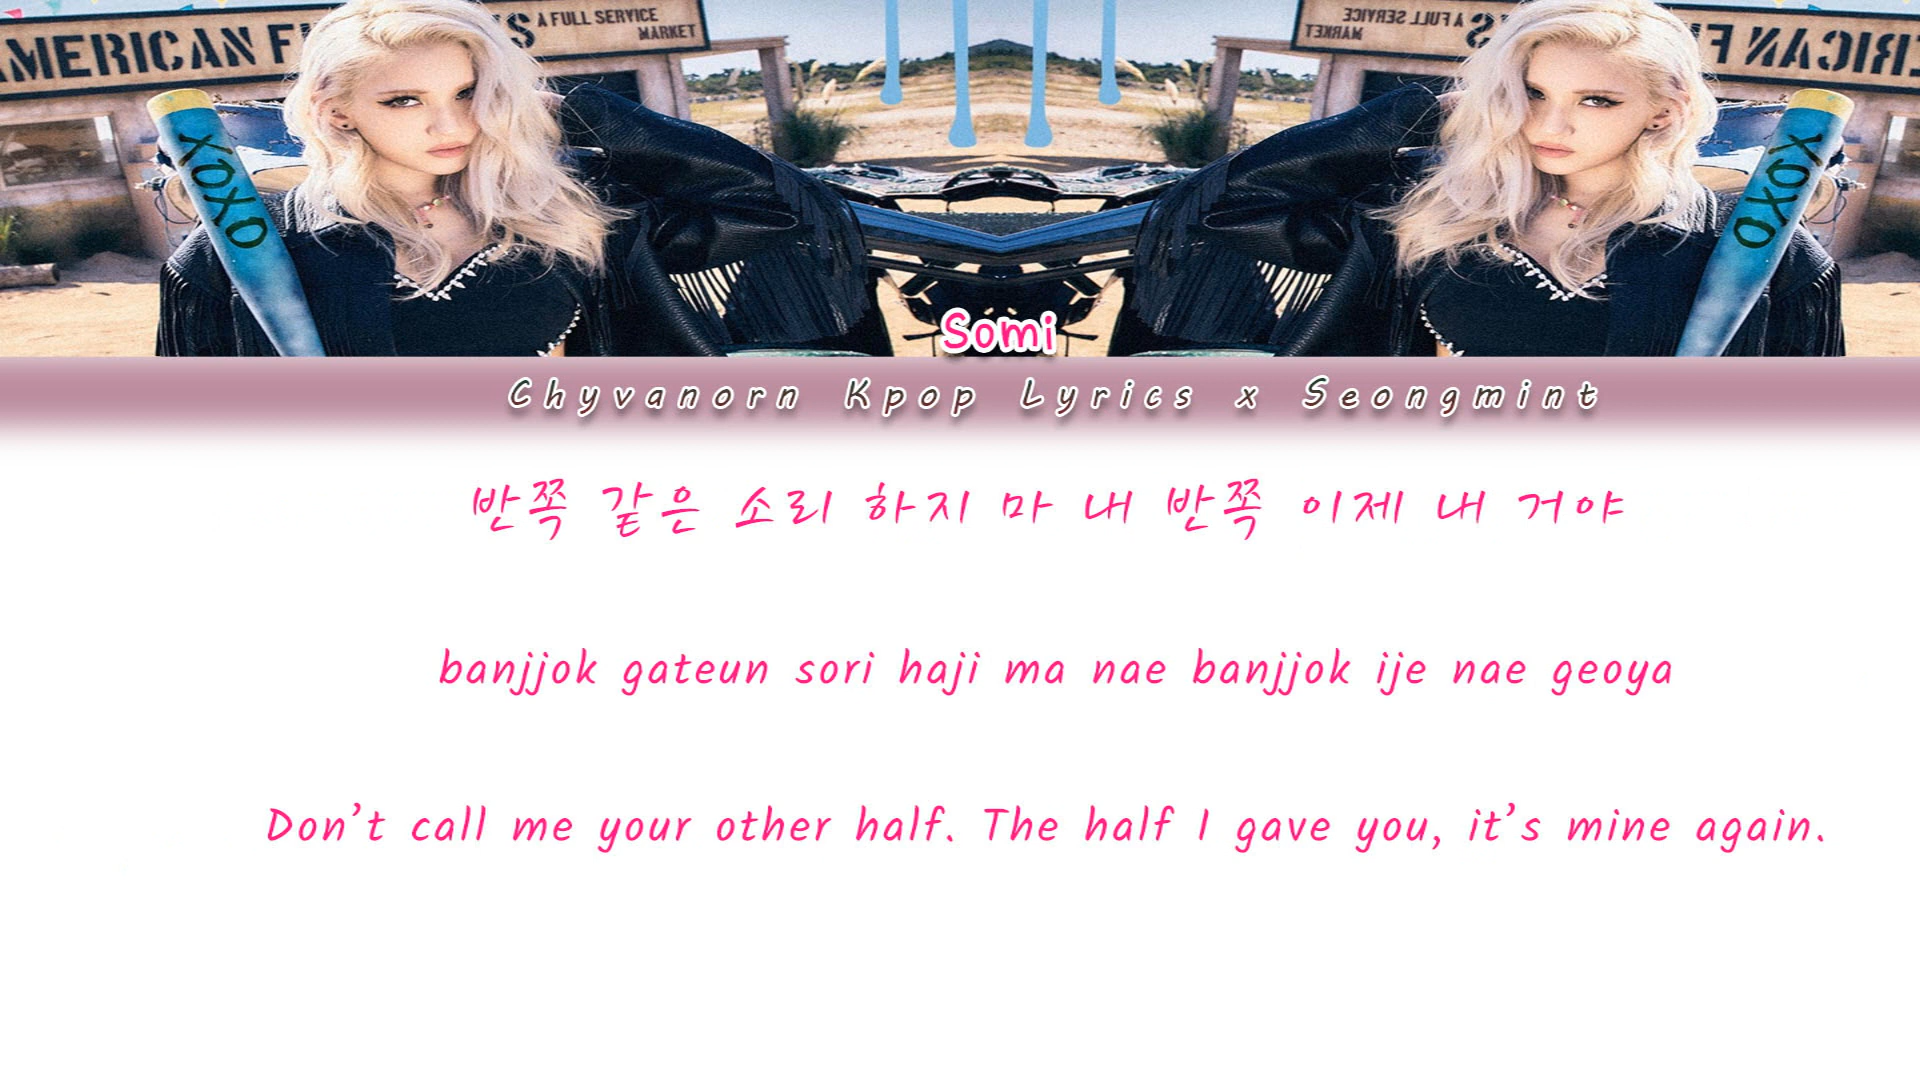 AMERICAN F
S A FULL SERVICE
MARKET
XOXO
Somi
Chyvanorn Kpop Lyrics x Seongmint
반쪽 같은 소리 하지 마 내 반쪽 이제 내 거야
banjjok gateun sori haji ma nae banjjok ije nae geoya
Don't call me your other half. The half I gave you, it's mine again.